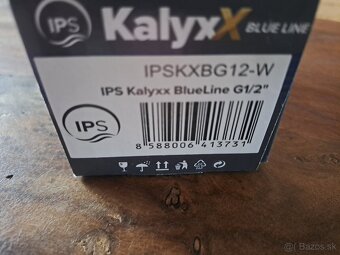 IPS KalyxX BLUE LINE
IPSKXBG12-W
IPS Kalyxx BlueLine G1/2"
IPS
8 588006 413731
Bazos.sk